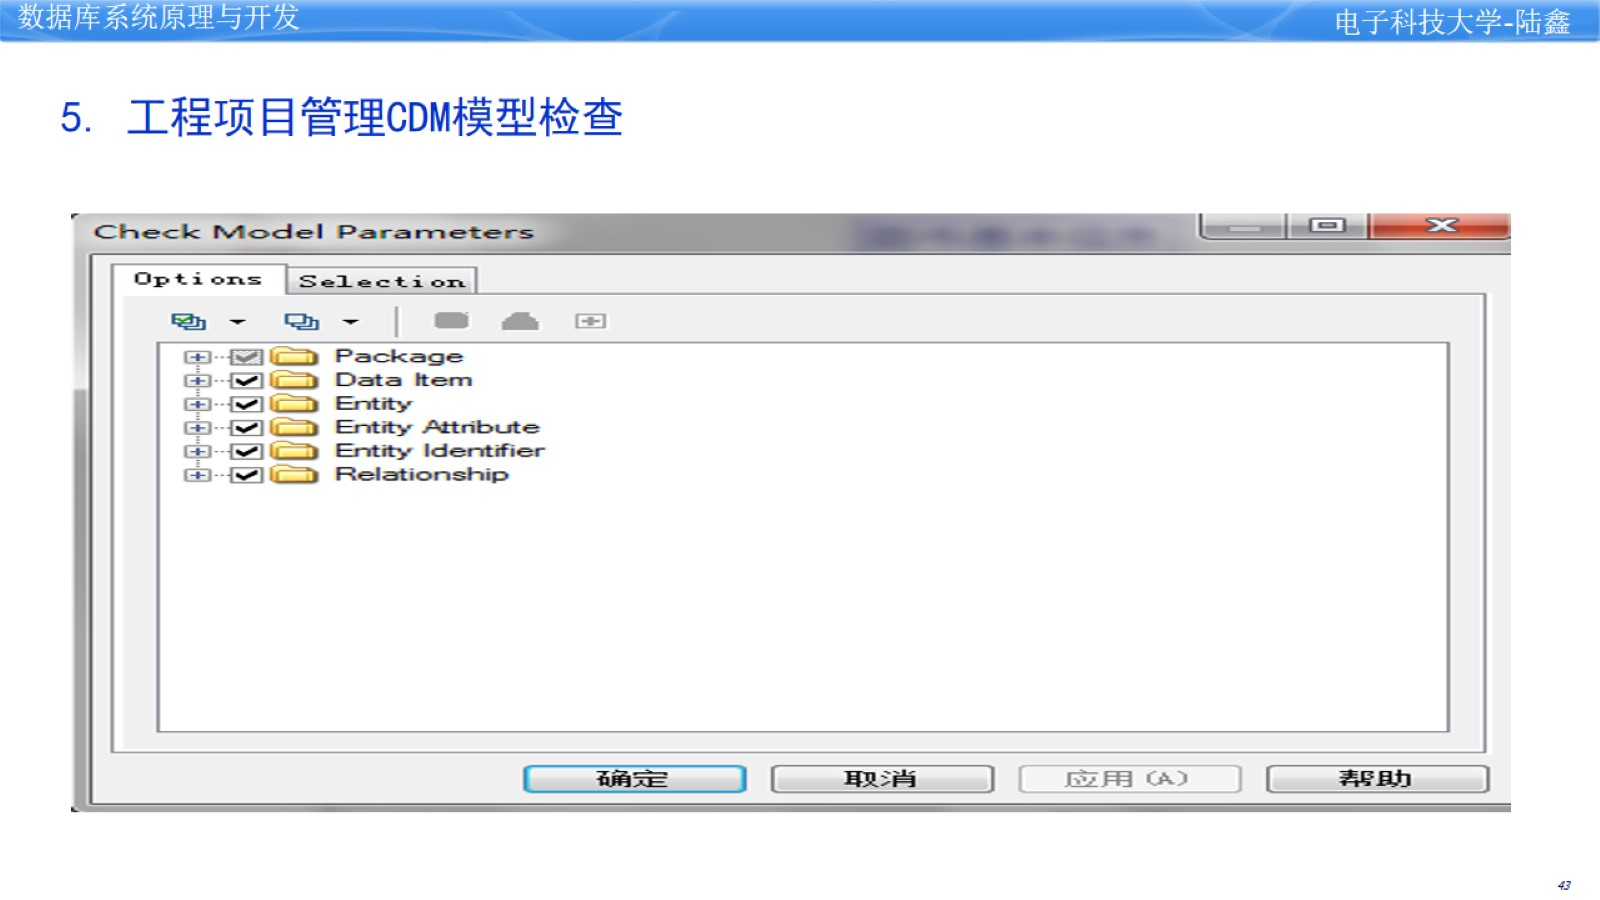 数据库系统原理与开发
电子科技大学-陆鑫
5. 工程项目管理CDM模型检查
Check Model Parameters
Options
Selection
Package
Data Item
Entity
Entity Attribute
Entity Identifier
Relationship
确定
取消
应用(A)
帮助
43